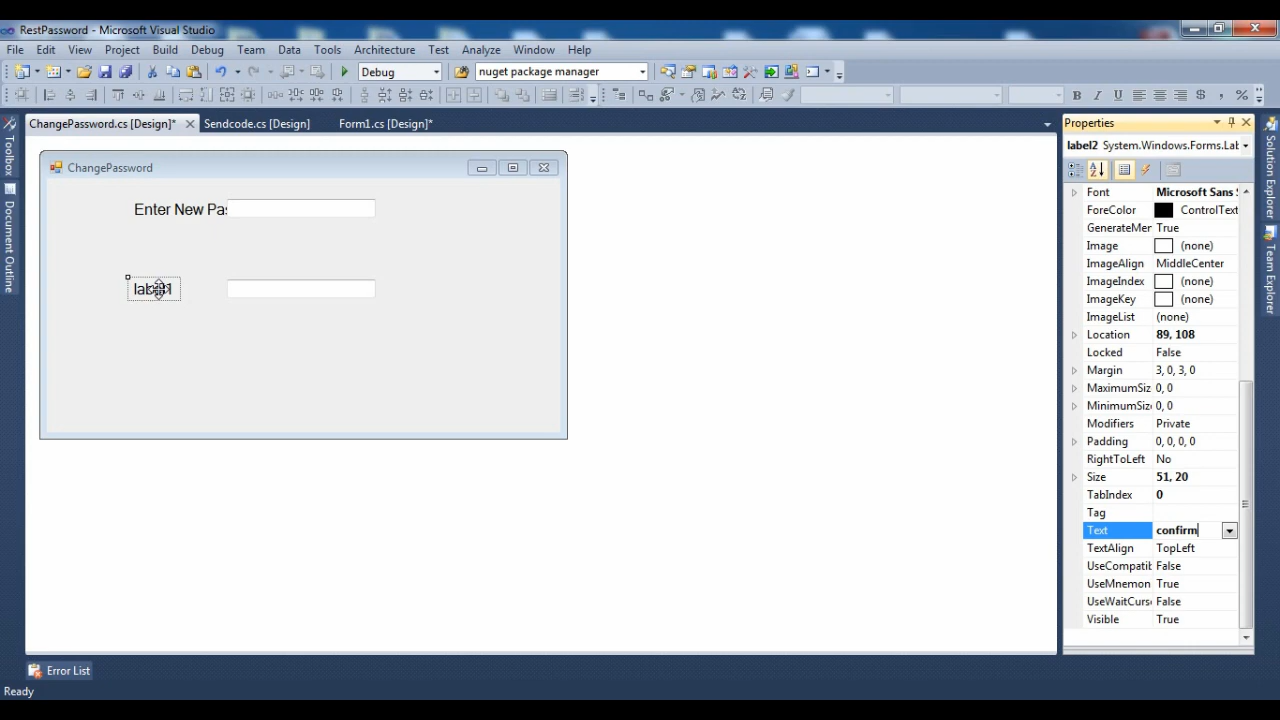 RestPassword - Microsoft Visual Studio
File Edit View Project Build Debug Team Data Tools Architecture Test Analyze Window Help
Debug nuget package manager
ChangePassword.cs [Design]* Sendcode.cs [Design] Form1.cs [Design]*
Toolbox
Document Outline
ChangePassword
Enter New Pas
Properties
label2 System.Windows.Forms.Lab
Font Microsoft Sans S
ForeColor ControlText
GenerateMen True
Image (none)
ImageAlign MiddleCenter
ImageIndex (none)
ImageKey (none)
ImageList (none)
Location 89, 108
Locked False
Margin 3, 0, 3, 0
MaximumSiz 0, 0
MinimumSize 0, 0
Modifiers Private
Padding 0, 0, 0, 0
RightToLeft No
Size 51, 20
TabIndex 0
Tag
Text confirm
TextAlign TopLeft
UseCompatib False
UseMnemon True
UseWaitCurs False
Visible True
Solution Explorer
Team Explorer
Error List
Ready